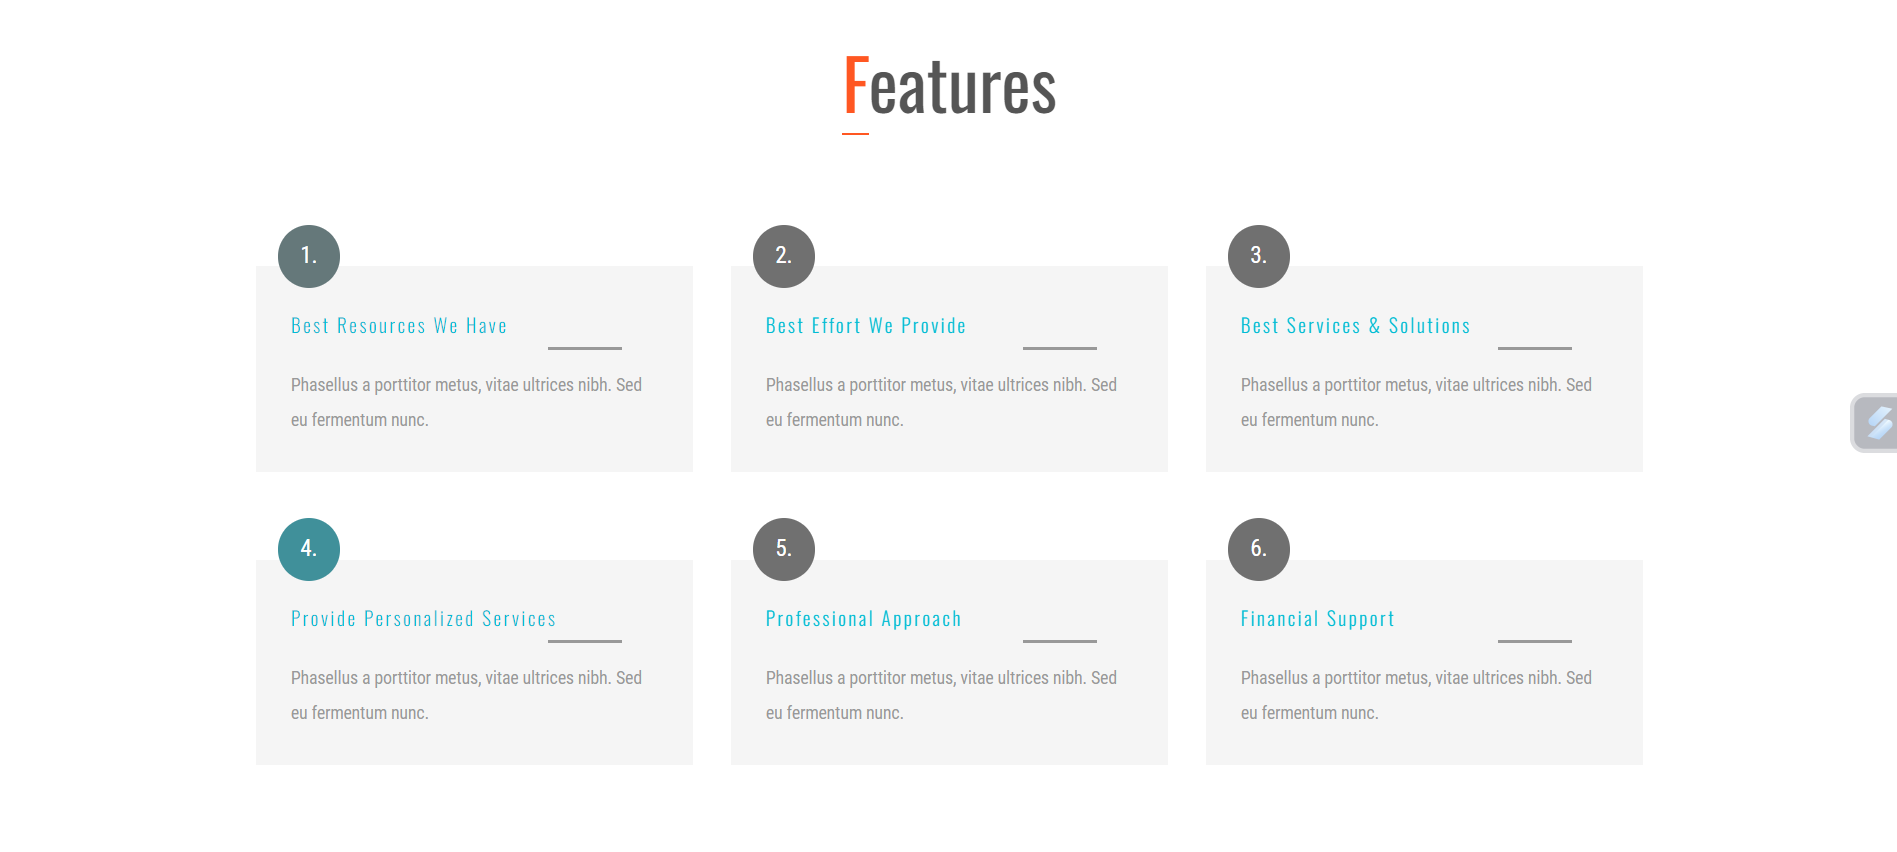 Features
1.
Best Resources We Have
Phasellus a porttitor metus, vitae ultrices nibh. Sed
eu fermentum nunc.
2.
Best Effort We Provide
Phasellus a porttitor metus, vitae ultrices nibh. Sed
eu fermentum nunc.
3.
Best Services & Solutions
Phasellus a porttitor metus, vitae ultrices nibh. Sed
eu fermentum nunc.
4.
Provide Personalized Services
Phasellus a porttitor metus, vitae ultrices nibh. Sed
eu fermentum nunc.
5.
Professional Approach
Phasellus a porttitor metus, vitae ultrices nibh. Sed
eu fermentum nunc.
6.
Financial Support
Phasellus a porttitor metus, vitae ultrices nibh. Sed
eu fermentum nunc.